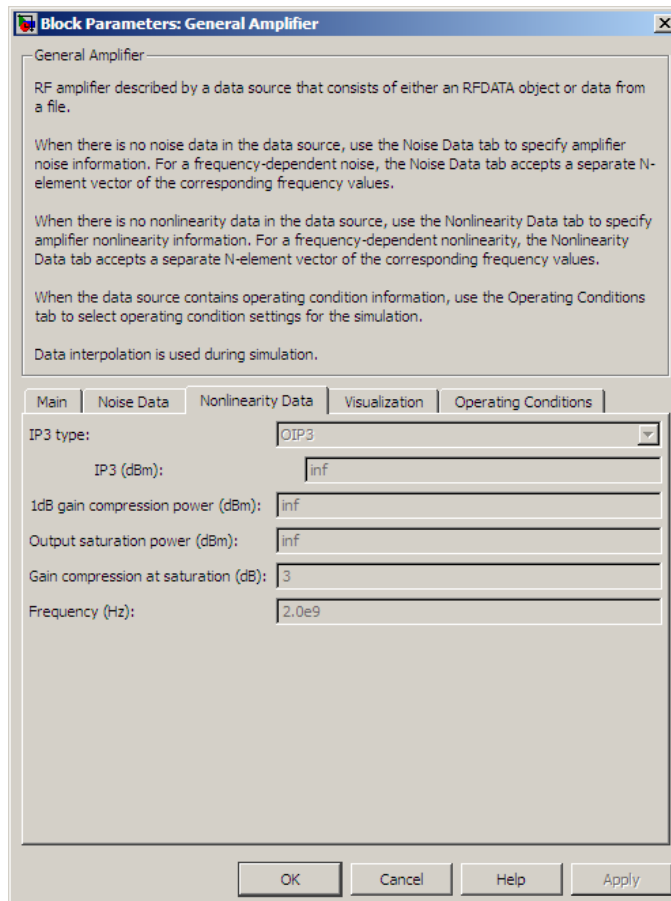 Block Parameters: General Amplifier
General Amplifier
RF amplifier described by a data source that consists of either an RFDATA object or data from
a file.
When there is no noise data in the data source, use the Noise Data tab to specify amplifier
noise information. For a frequency-dependent noise, the Noise Data tab accepts a separate N-
element vector of the corresponding frequency values.
When there is no nonlinearity data in the data source, use the Nonlinearity Data tab to specify
amplifier nonlinearity information. For a frequency-dependent nonlinearity, the Nonlinearity
Data tab accepts a separate N-element vector of the corresponding frequency values.
When the data source contains operating condition information, use the Operating Conditions
tab to select operating condition settings for the simulation.
Data interpolation is used during simulation.
Main Noise Data Nonlinearity Data Visualization Operating Conditions
IP3 type: OIP3
IP3 (dBm): inf
1dB gain compression power (dBm): inf
Output saturation power (dBm): inf
Gain compression at saturation (dB): 3
Frequency (Hz): 2.0e9
OK Cancel Help Apply